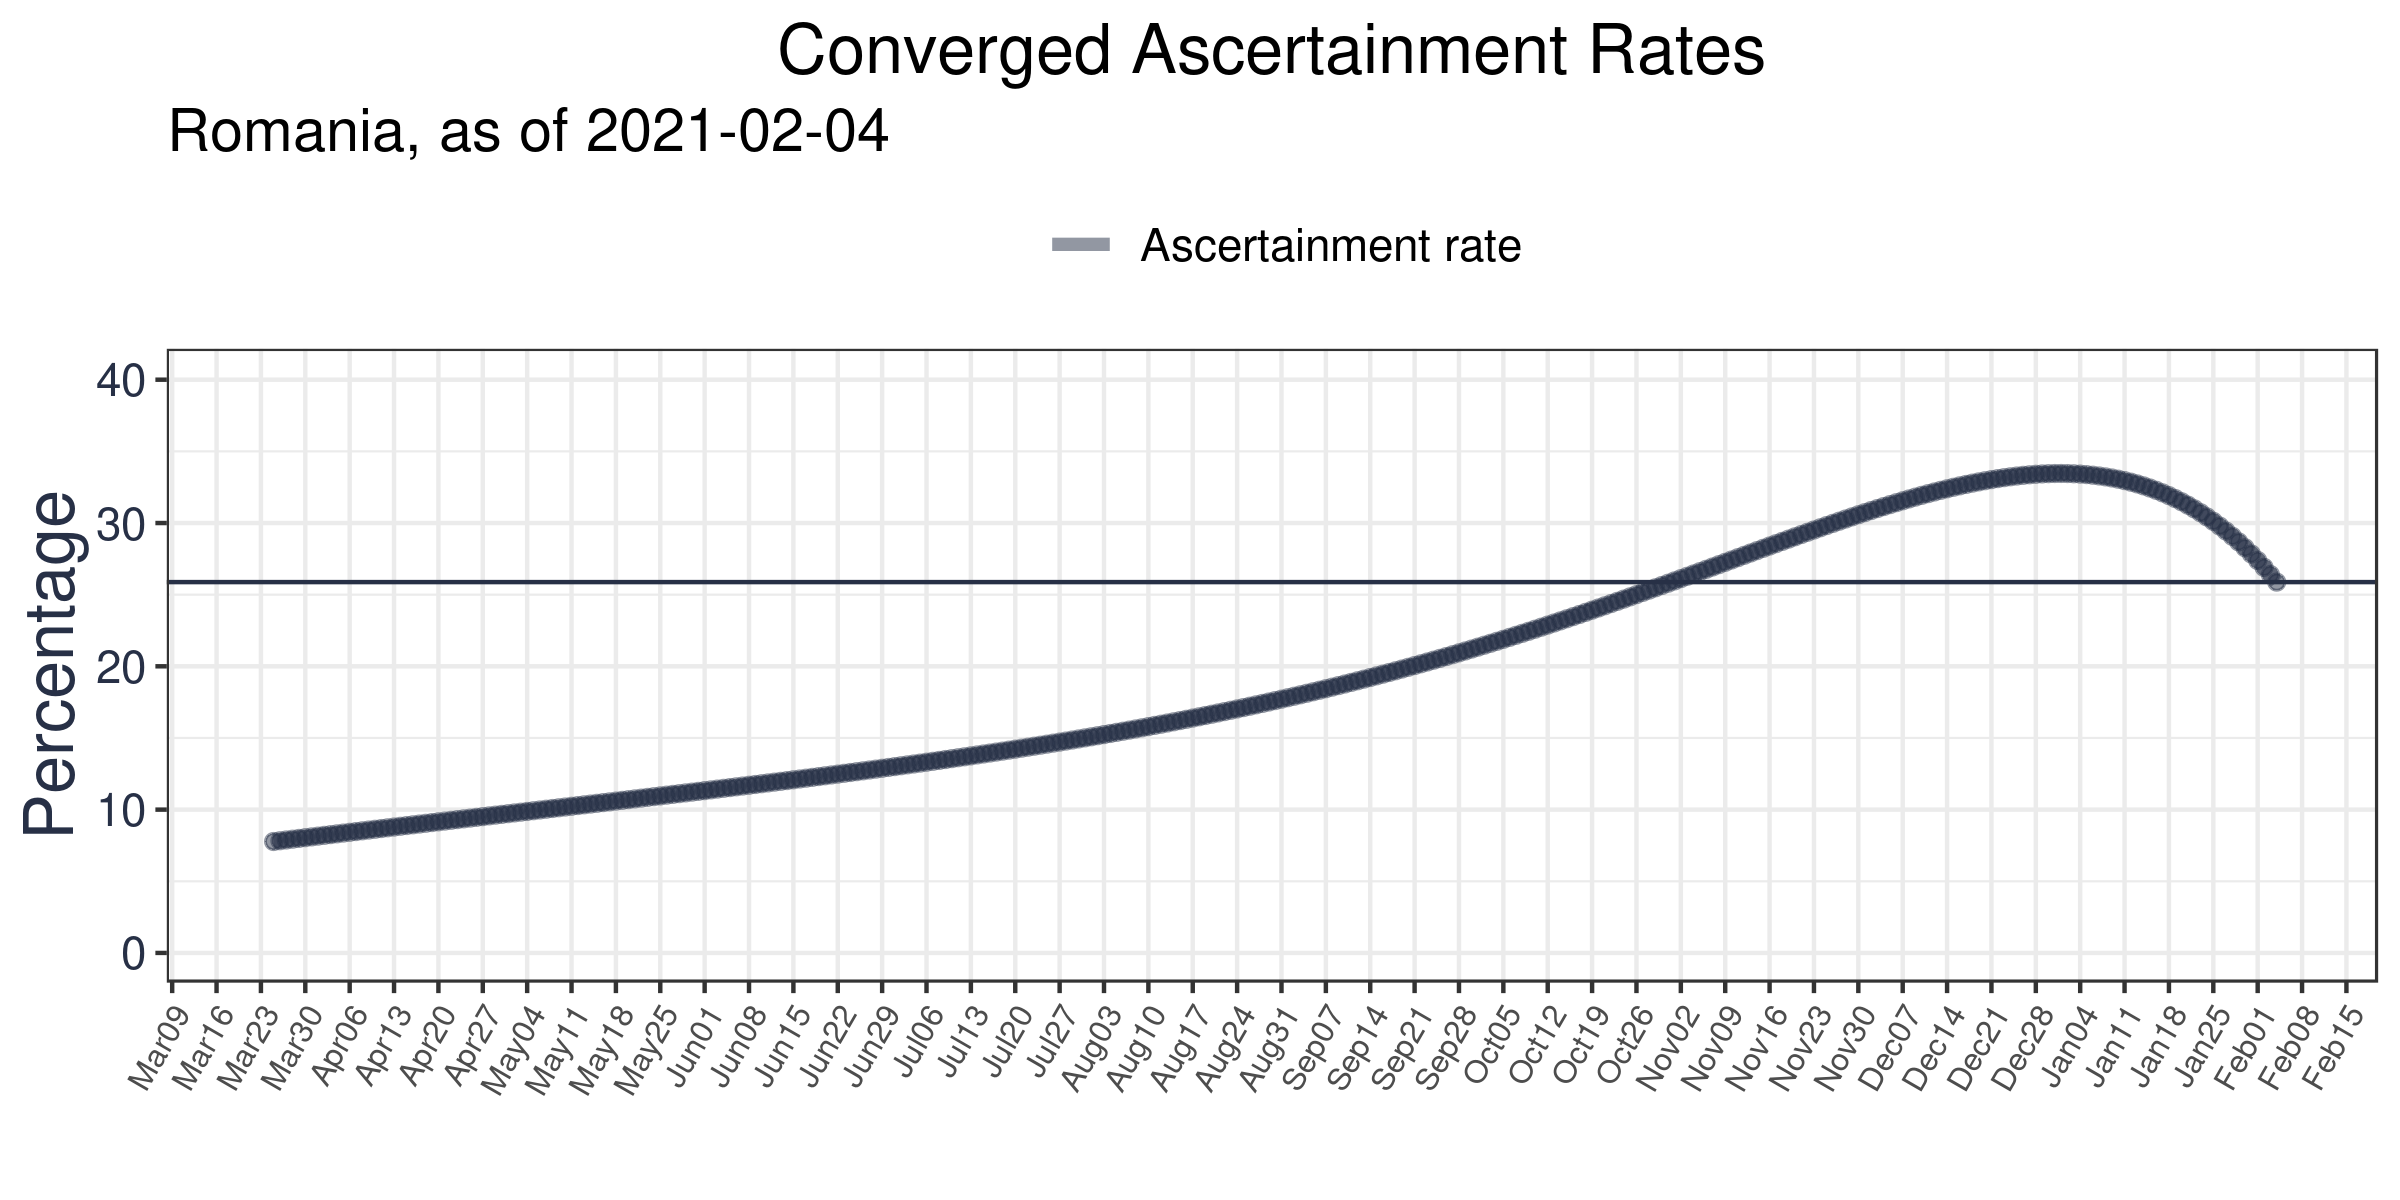 Converged Ascertainment Rates
Romania, as of 2021-02-04
Ascertainment rate
Percentage
40
30
20
10
0
Mar09 Mar16 Mar23 Mar30 Apr06 Apr13 Apr20 Apr27 May04 May11 May18 May25 Jun01 Jun08 Jun15 Jun22 Jun29 Jul06 Jul13 Jul20 Jul27 Aug03 Aug10 Aug17 Aug24 Aug31 Sep07 Sep14 Sep21 Sep28 Oct05 Oct12 Oct19 Oct26 Nov02 Nov09 Nov16 Nov23 Nov30 Dec07 Dec14 Dec21 Dec28 Jan04 Jan11 Jan18 Jan25 Feb01 Feb08 Feb15